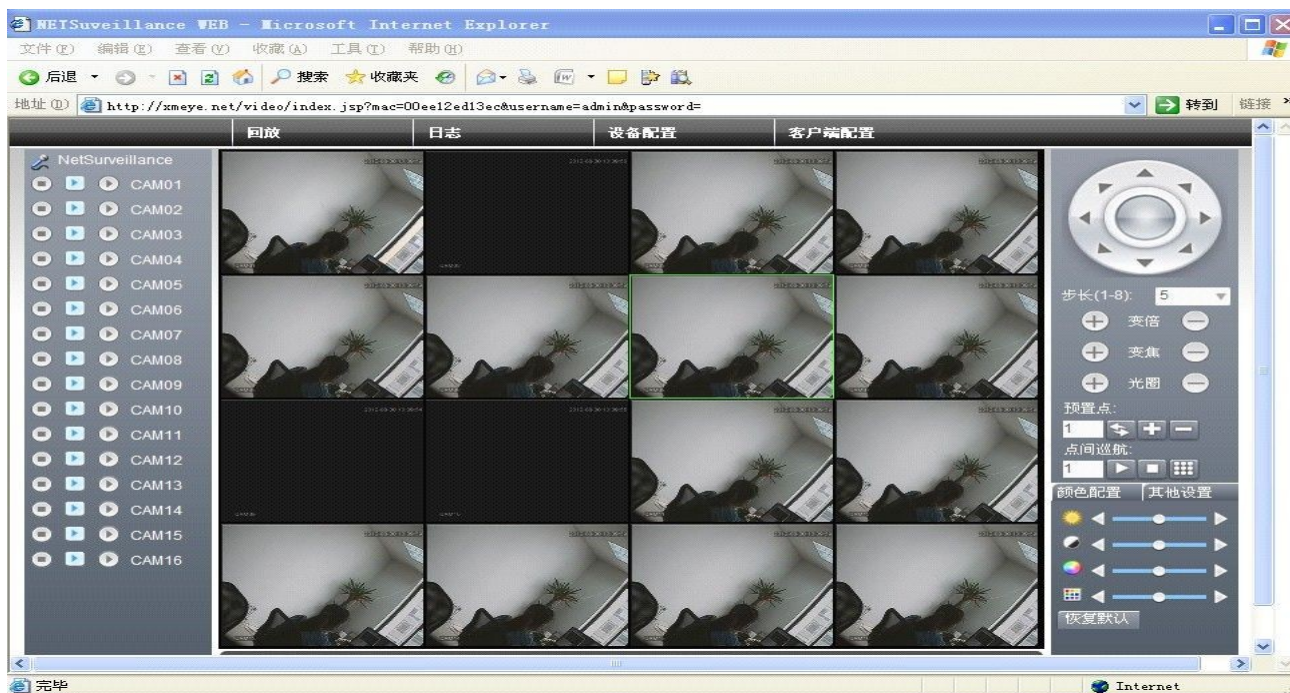 NETSuveillance WEB - Microsoft Internet Explorer
文件(F) 编辑(E) 查看(V) 收藏(A) 工具(T) 帮助(H)
后退 搜索 收藏夹
地址(D) http://xmeye.net/video/index.jsp?mac=00ee12ed13ec&username=admin&password= 转到 链接
回放 日志 设备配置 客户端配置
NetSurveillance
CAM01
CAM02
CAM03
CAM04
CAM05
CAM06
CAM07
CAM08
CAM09
CAM10
CAM11
CAM12
CAM13
CAM14
CAM15
CAM16
步长(1-8): 5
变倍
变焦
光圈
预置点:
1
点间巡航:
1
颜色配置 其他设置
恢复默认
完毕 Internet